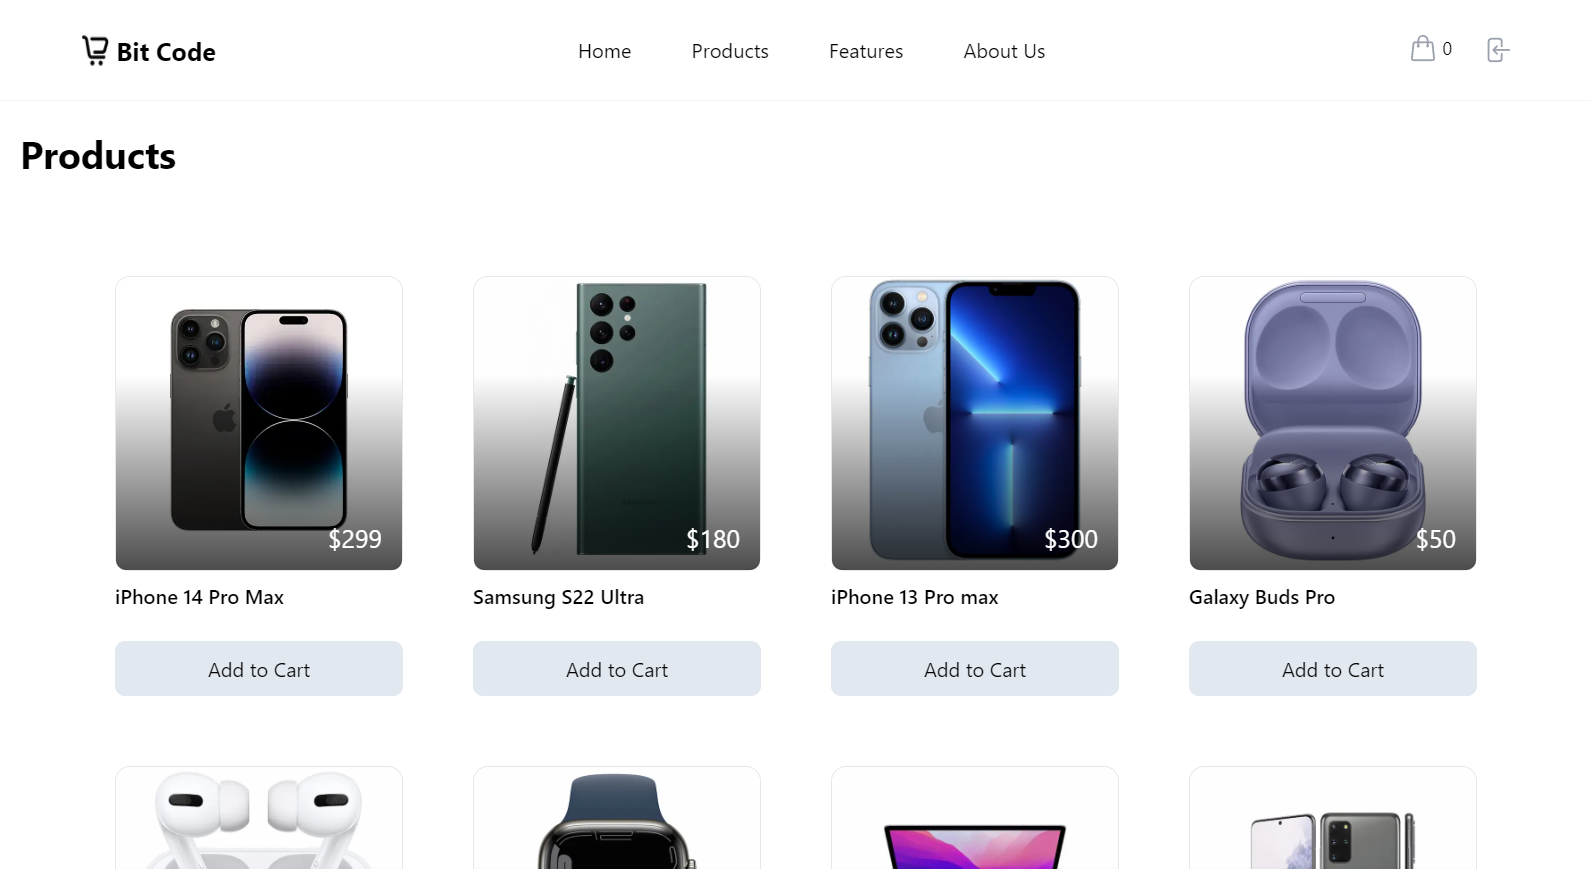 Bit Code
Home Products Features About Us
0
Products
$299 $180 $300 $50
iPhone 14 Pro Max Samsung S22 Ultra iPhone 13 Pro max Galaxy Buds Pro
Add to Cart Add to Cart Add to Cart Add to Cart